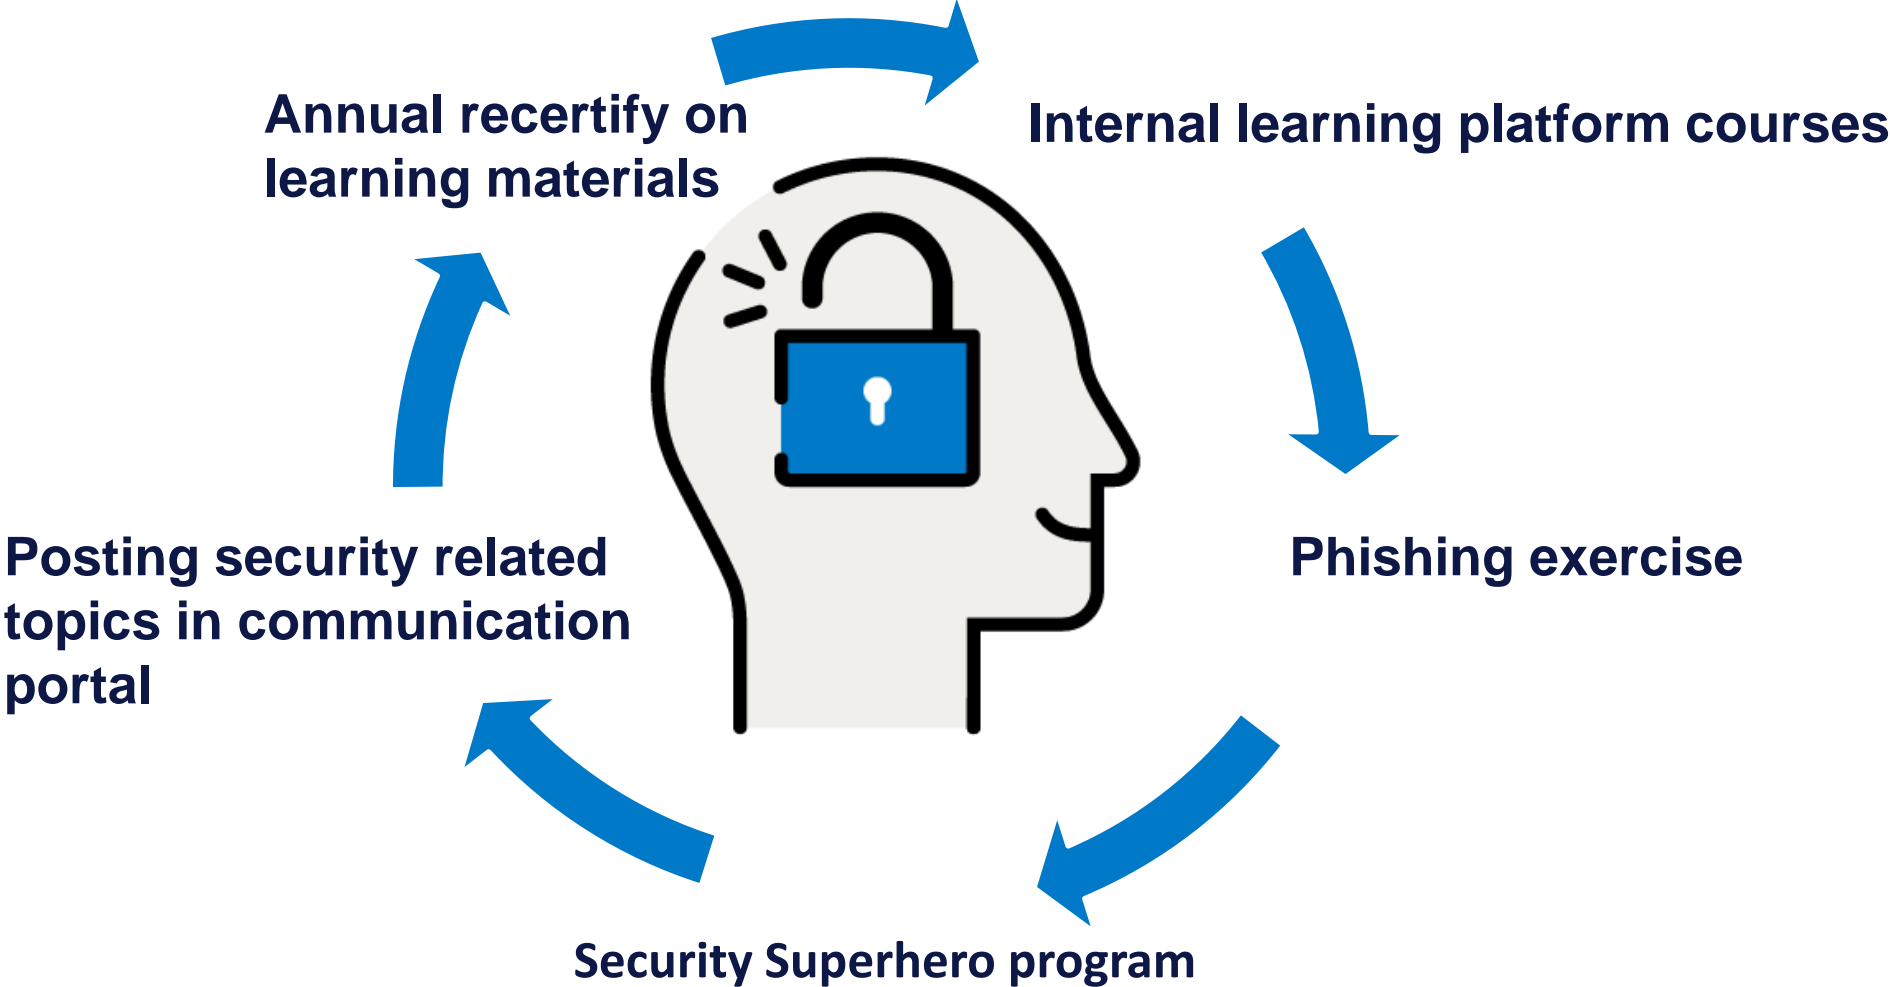 Annual recertify on
learning materials
Internal learning platform courses
Phishing exercise
Posting security related
topics in communication
portal
Security Superhero program